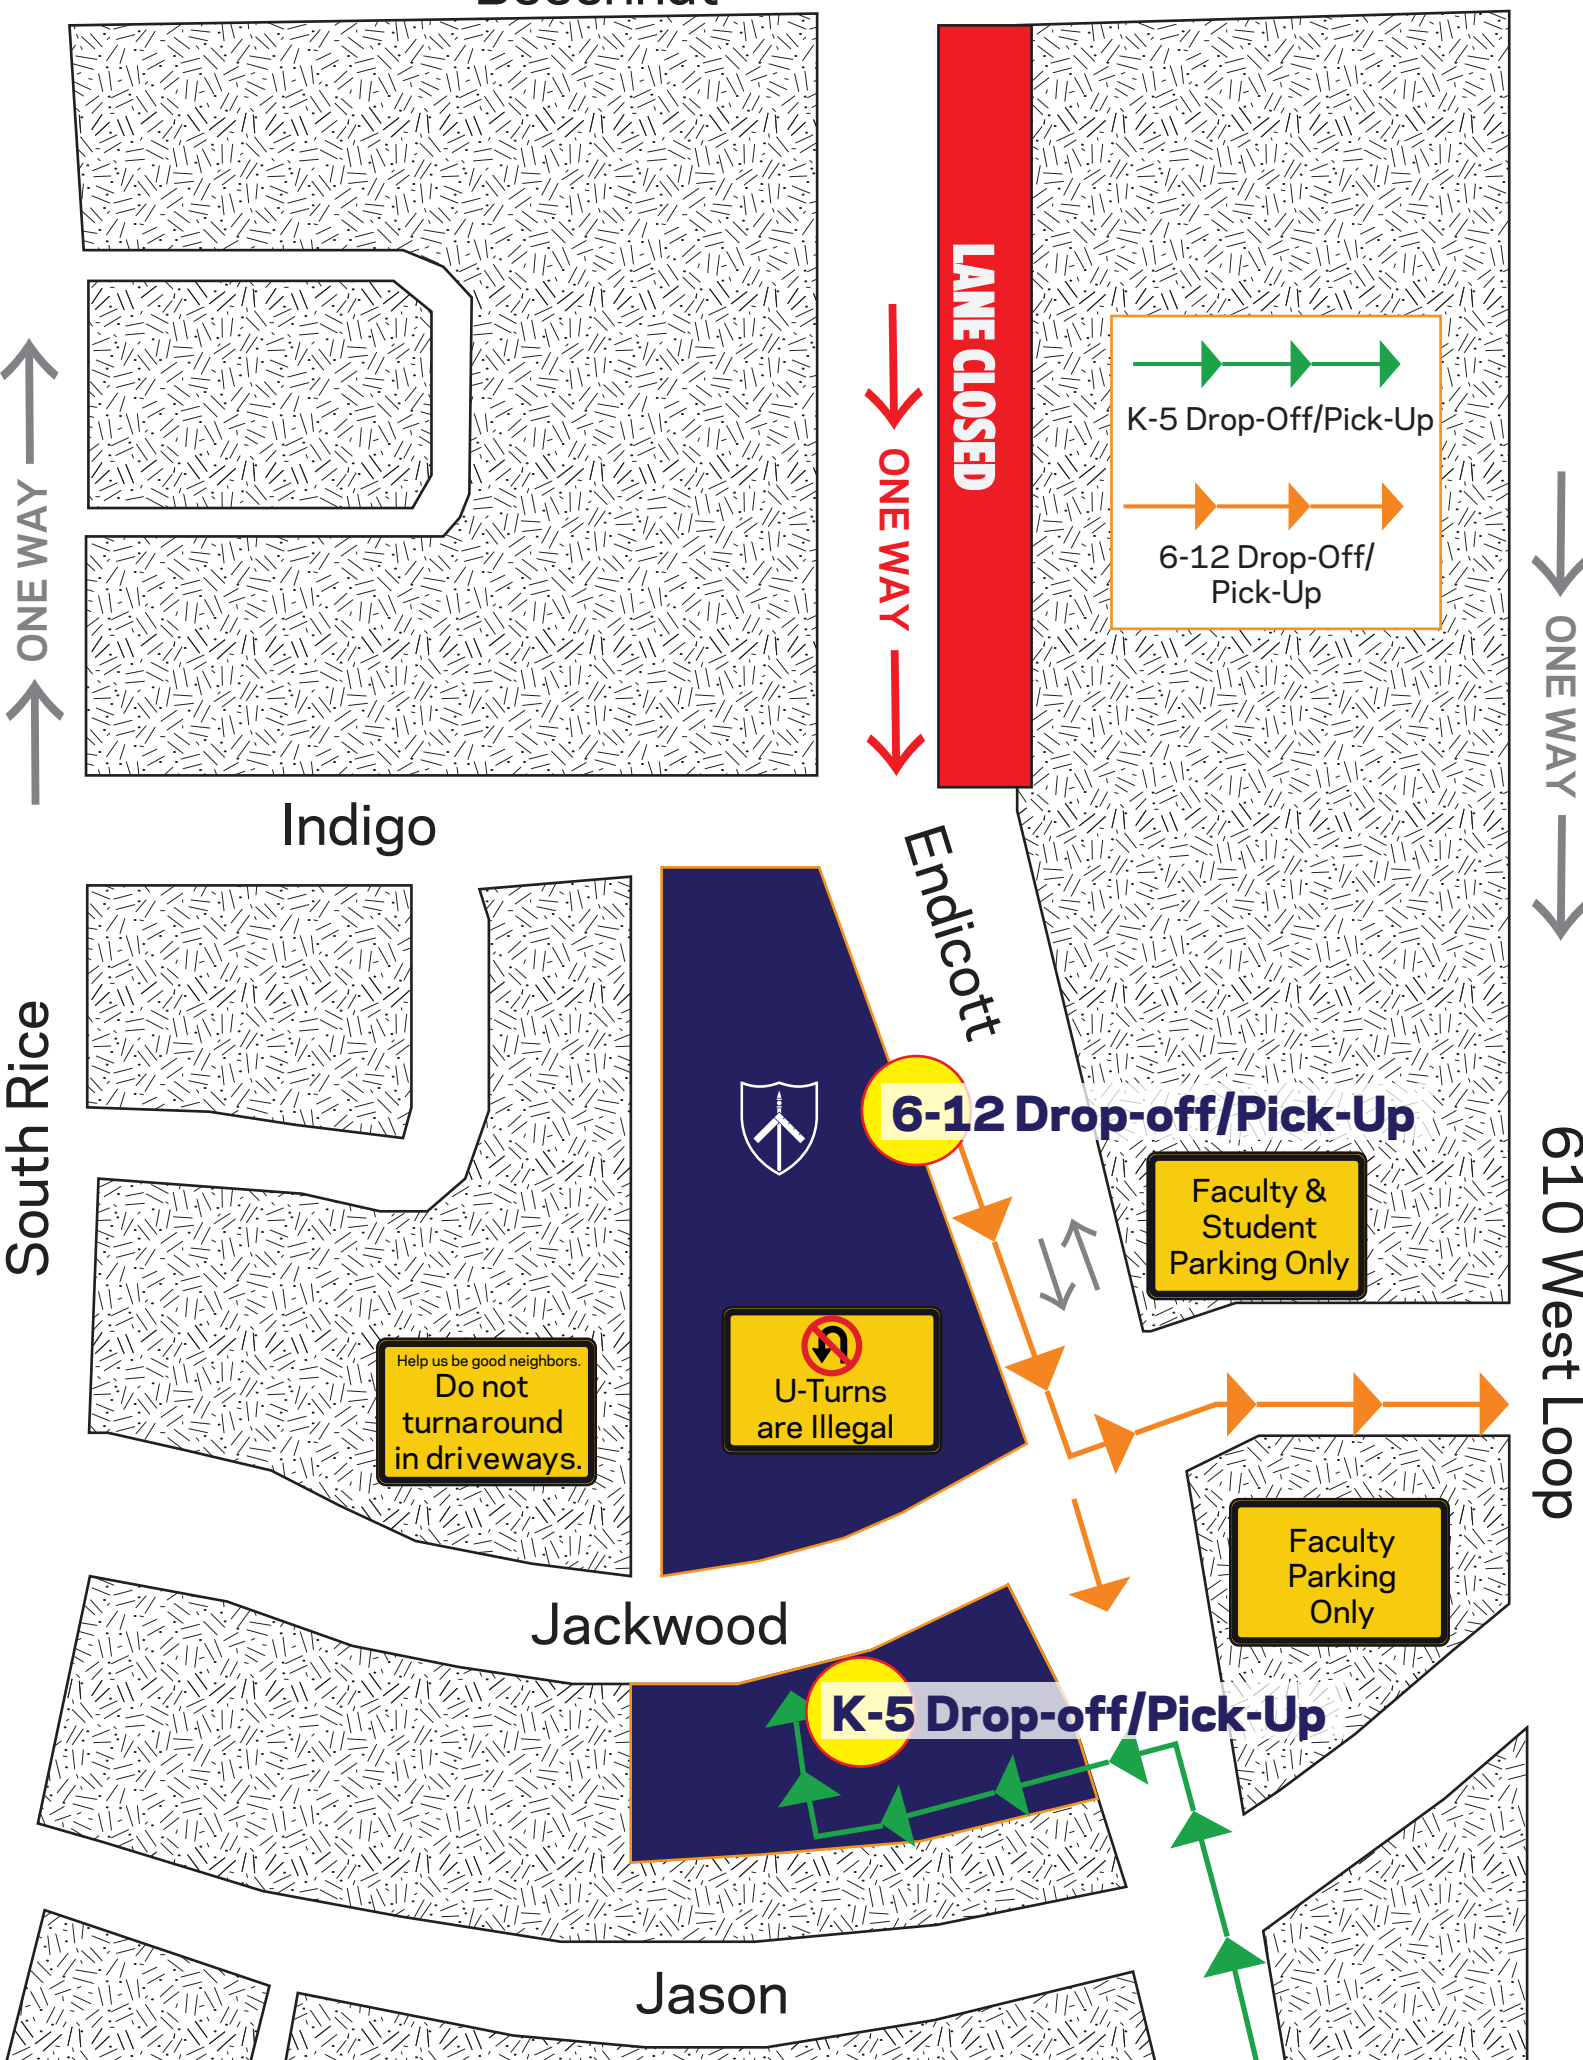 LANE CLOSED
ONE WAY
K-5 Drop-Off/Pick-Up
6-12 Drop-Off/
Pick-Up
ONE WAY
ONE WAY
Indigo
Endicott
South Rice
6-12 Drop-off/Pick-Up
Faculty &
Student
Parking Only
610 West Loop
Help us be good neighbors.
Do not
turnaround
in driveways.
U-Turns
are Illegal
Faculty
Parking
Only
Jackwood
K-5 Drop-off/Pick-Up
Jason